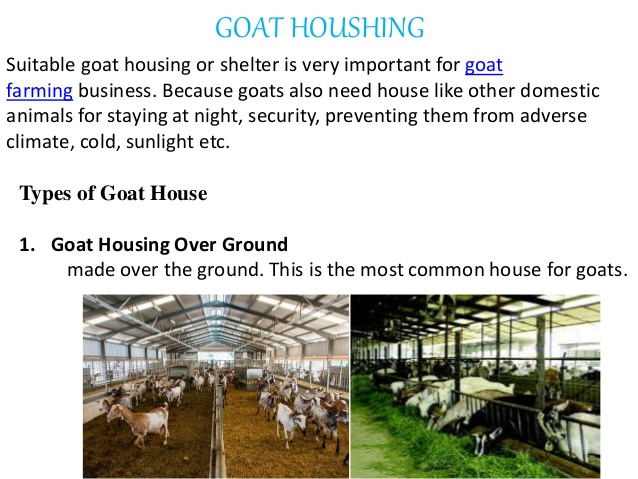 GOAT HOUSHING
Suitable goat housing or shelter is very important for goat
farming business. Because goats also need house like other domestic
animals for staying at night, security, preventing them from adverse
climate, cold, sunlight etc.
Types of Goat House
1. Goat Housing Over Ground
made over the ground. This is the most common house for goats.